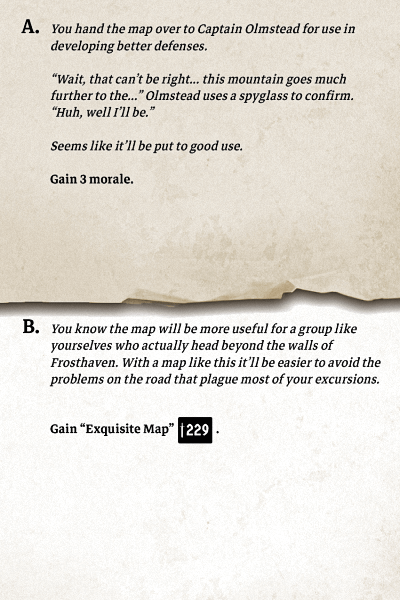 A. You hand the map over to Captain Olmstead for use in
developing better defenses.
“Wait, that can’t be right... this mountain goes much
further to the...” Olmstead uses a spyglass to confirm.
“Huh, well I’ll be.”
Seems like it’ll be put to good use.
Gain 3 morale.
B. You know the map will be more useful for a group like
yourselves who actually head beyond the walls of
Frosthaven. With a map like this it’ll be easier to avoid the
problems on the road that plague most of your excursions.
Gain “Exquisite Map” 229 .